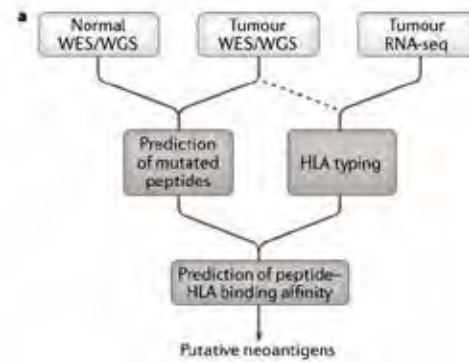 a
Normal
WES/WGS
Tumour
WES/WGS
Tumour
RNA-seq
Prediction
of mutated
peptides
HLA typing
Prediction of peptide–
HLA binding affinity
Putative neoantigens